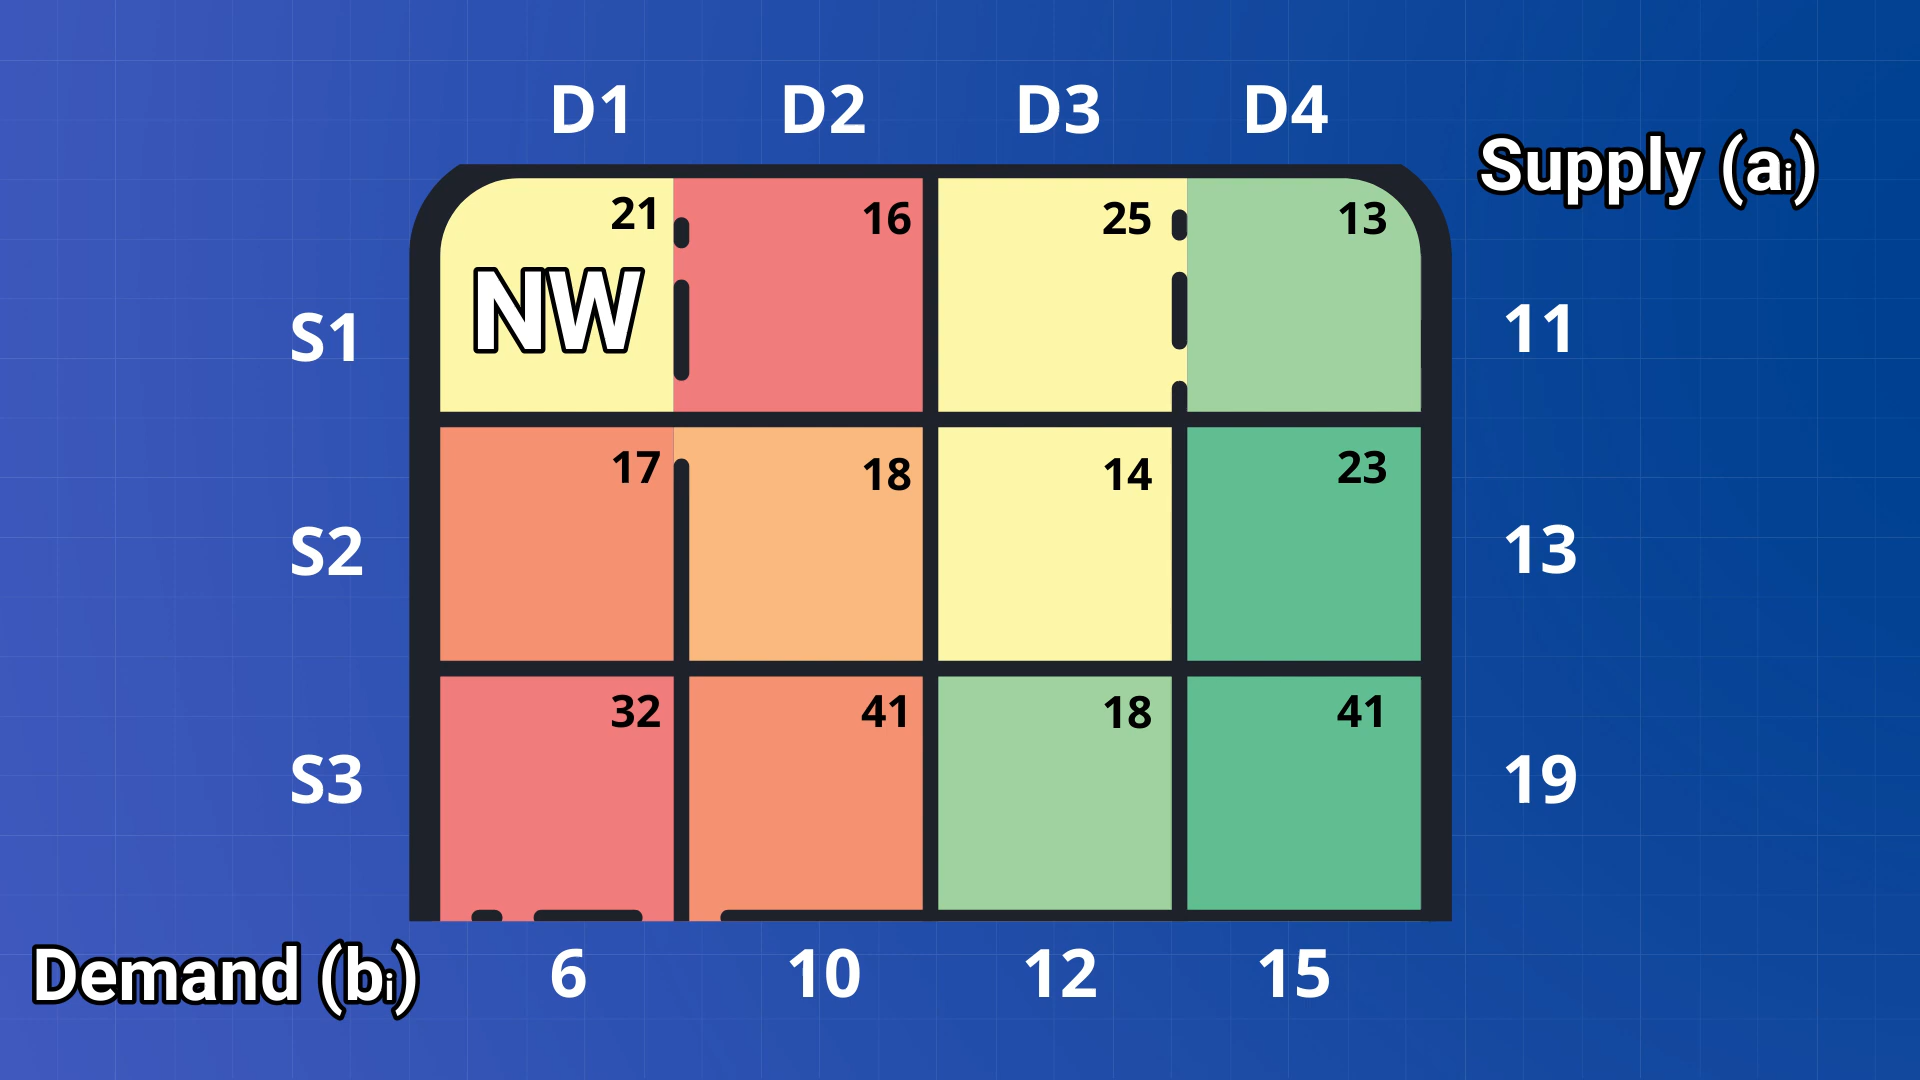 D1 D2 D3 D4
Supply (ai)
21 16 25 13
NW
S1 11
17 18 14 23
S2 13
32 41 18 41
S3 19
Demand (bi) 6 10 12 15